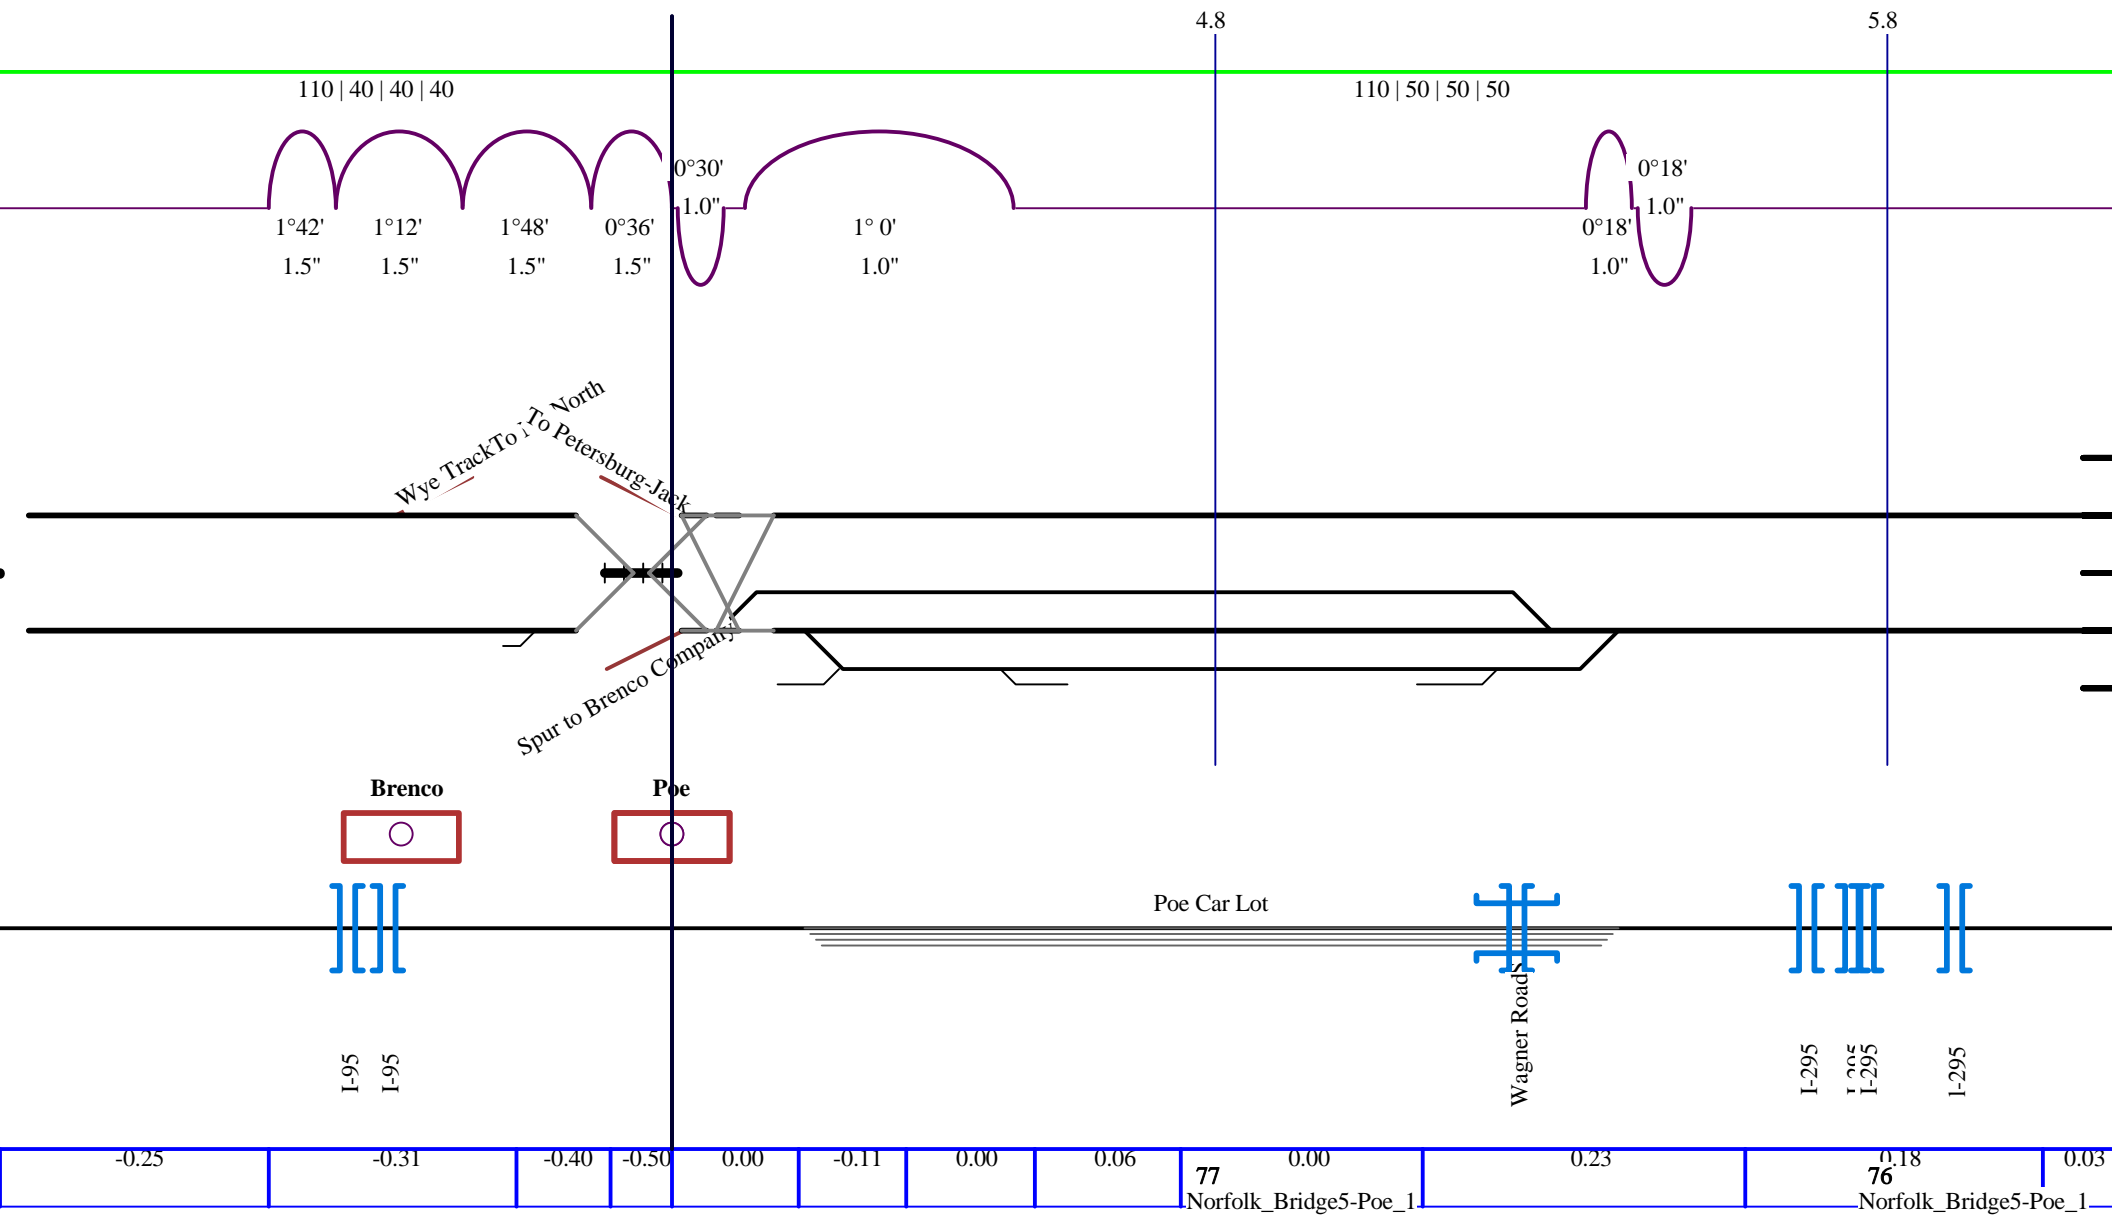 4.8
5.8
110 | 40 | 40 | 40
110 | 50 | 50 | 50
0°30'
1.0"
0°18'
1.0"
1°42'
1.5"
1°12'
1.5"
1°48'
1.5"
0°36'
1.5"
1° 0'
1.0"
0°18'
1.0"
Wye Track
To North
To Petersburg-Jack
Spur to Brenco Company
Brenco
Poe
Poe Car Lot
Wagner Road
I-95
I-95
I-295
I-295
I-295
I-295
-0.25
-0.31
-0.40
-0.50
0.00
-0.11
0.00
0.06
0.00
0.23
0.18
0.03
77
76
Norfolk_Bridge5-Poe_1
Norfolk_Bridge5-Poe_1